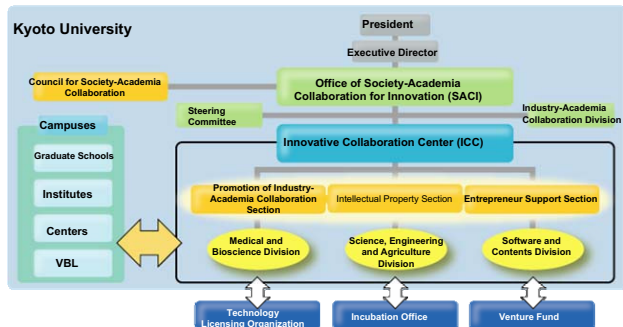 Kyoto University
President
Executive Director
Council for Society-Academia
Collaboration
Office of Society-Academia
Collaboration for Innovation (SACI)
Steering
Committee
Industry-Academia
Collaboration Division
Campuses
Graduate Schools
Institutes
Centers
VBL
Innovative Collaboration Center (ICC)
Promotion of Industry-
Academia Collaboration
Section
Intellectual Property Section
Entrepreneur Support Section
Medical and
Bioscience Division
Science, Engineering
and Agriculture
Division
Software and
Contents Division
Technology
Licensing Organization
Incubation Office
Venture Fund